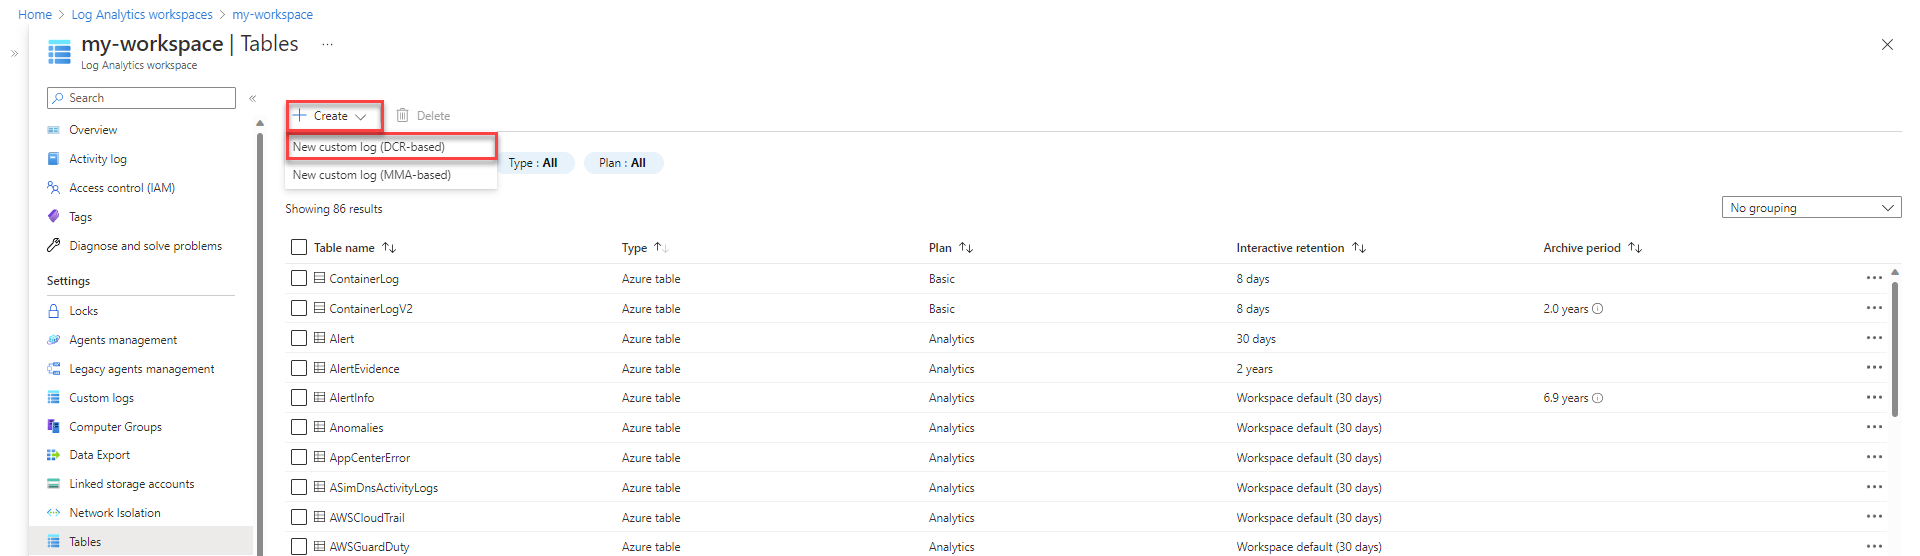 Home > Log Analytics workspaces > my-workspace
my-workspace | Tables ...
Log Analytics workspace
Search
Overview
Activity log
Access control (IAM)
Tags
Diagnose and solve problems
Settings
Locks
Agents management
Legacy agents management
Custom logs
Computer Groups
Data Export
Linked storage accounts
Network Isolation
Tables
Create Delete
New custom log (DCR-based)
New custom log (MMA-based)
Type : All Plan : All
Showing 86 results
No grouping
Table name Type Plan Interactive retention Archive period
ContainerLog Azure table Basic 8 days
ContainerLogV2 Azure table Basic 8 days 2.0 years
Alert Azure table Analytics 30 days
AlertEvidence Azure table Analytics 2 years
AlertInfo Azure table Analytics Workspace default (30 days) 6.9 years
Anomalies Azure table Analytics Workspace default (30 days)
AppCenterError Azure table Analytics Workspace default (30 days)
ASimDnsActivityLogs Azure table Analytics Workspace default (30 days)
AWSCloudTrail Azure table Analytics Workspace default (30 days)
AWSGuardDuty Azure table Analytics Workspace default (30 days)